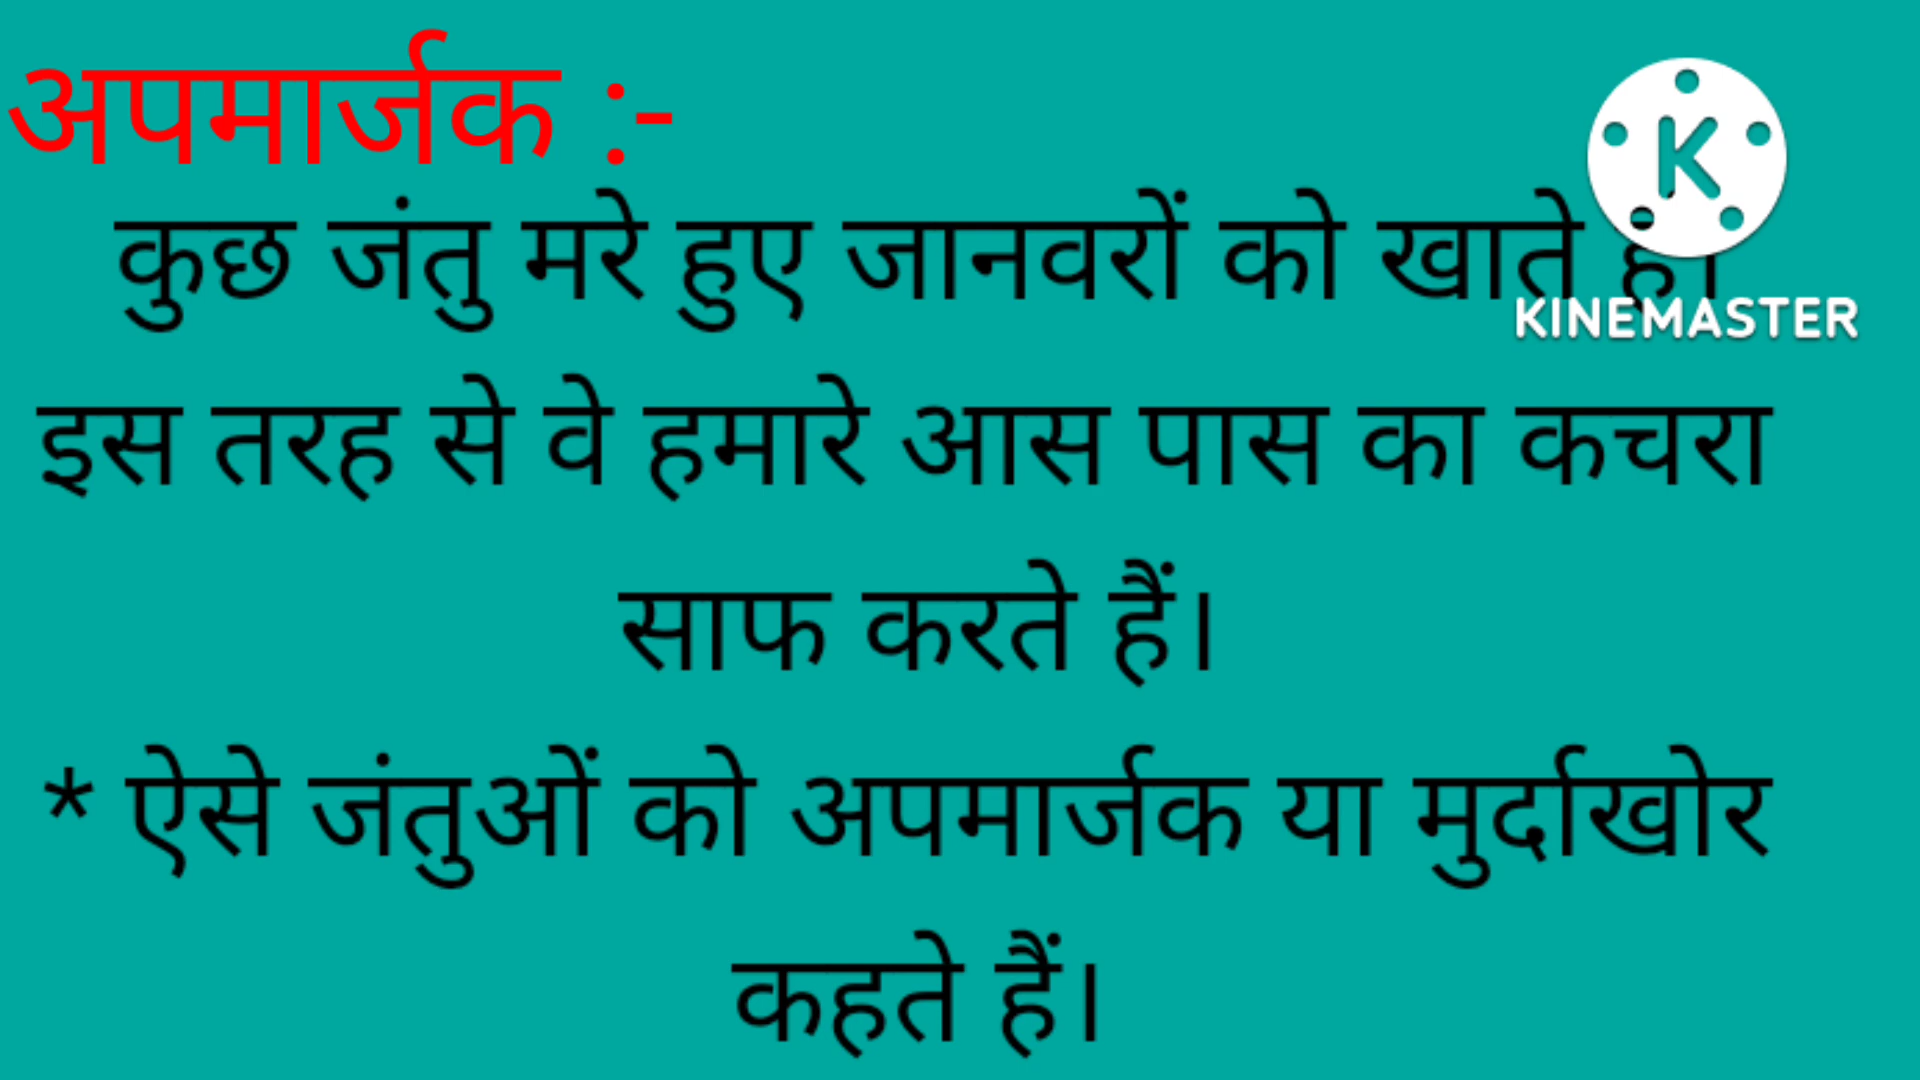 अपमार्जक :-
कुछ जंतु मरे हुए जानवरों को खाते
KINEMASTER
इस तरह से वे हमारे आस पास का कचरा
साफ करते हैं।
* ऐसे जंतुओं को अपमार्जक या मुर्दाखोर
कहते हैं।